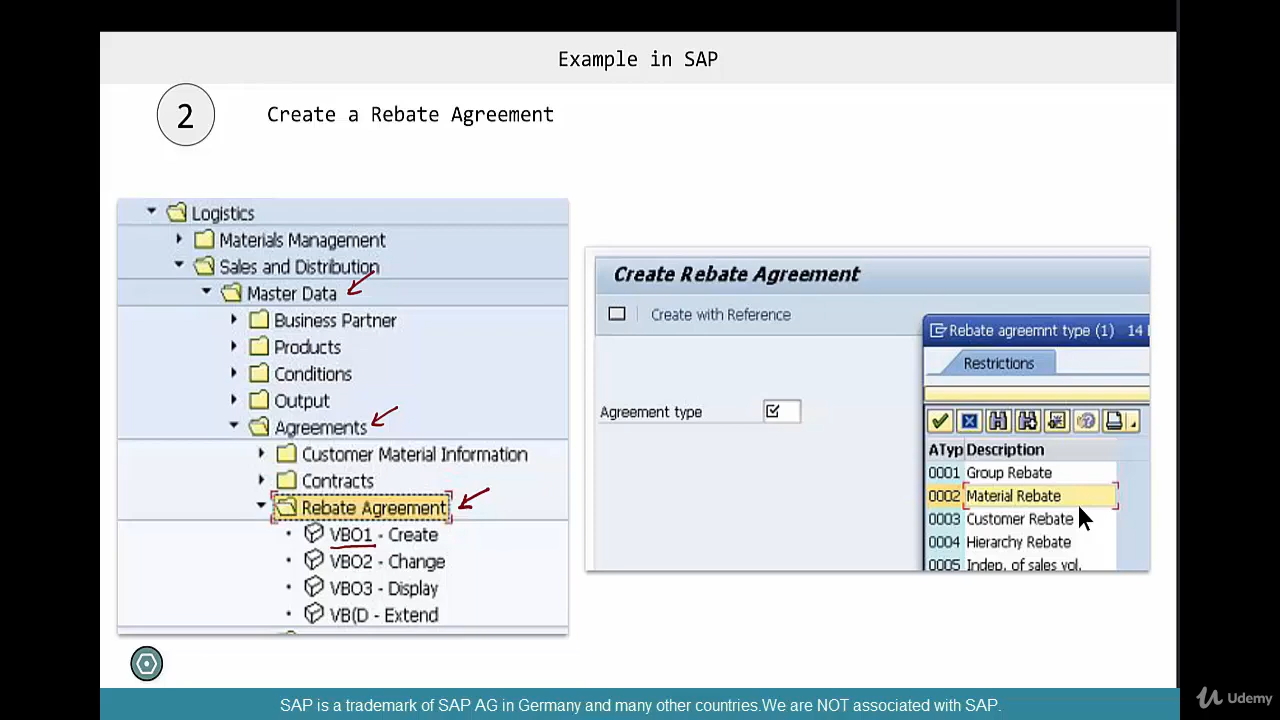 Example in SAP
2
Create a Rebate Agreement
Logistics
Materials Management
Sales and Distribution
Master Data
Business Partner
Products
Conditions
Output
Agreements
Customer Material Information
Contracts
Rebate Agreement
VBO1 - Create
VBO2 - Change
VBO3 - Display
VB(D - Extend
Create Rebate Agreement
Create with Reference
Agreement type
Rebate agreemnt type (1) 14
Restrictions
ATyp Description
0001 Group Rebate
0002 Material Rebate
0003 Customer Rebate
0004 Hierarchy Rebate
0005 Indep. of sales vol.
SAP is a trademark of SAP AG in Germany and many other countries.We are NOT associated with SAP.
Udemy